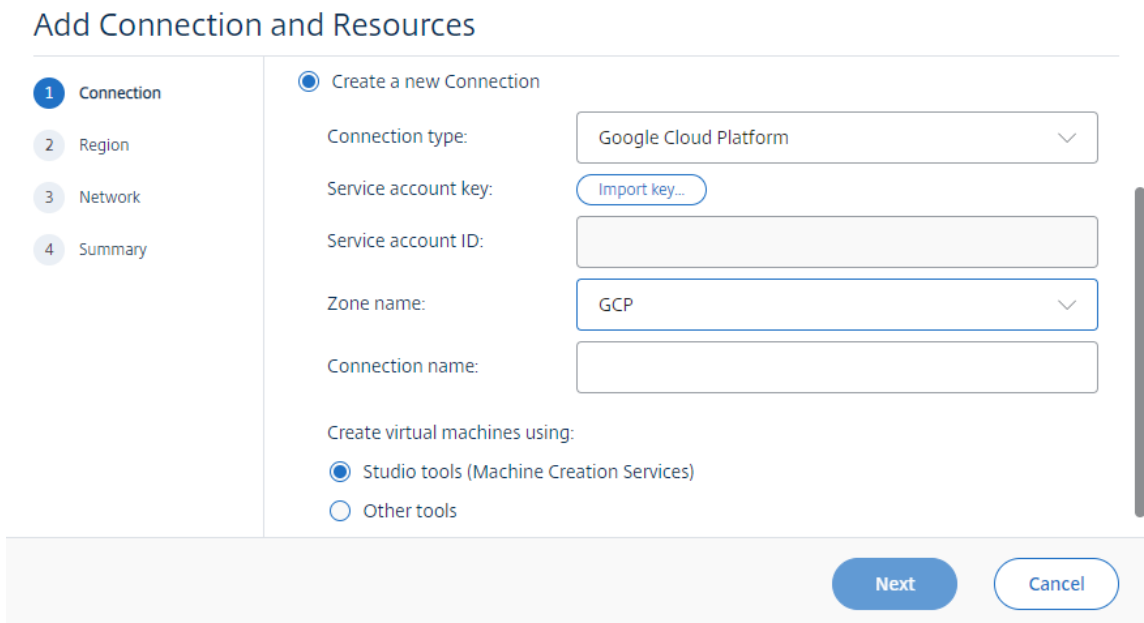 Add Connection and Resources
1 Connection
2 Region
3 Network
4 Summary
Create a new Connection
Connection type: Google Cloud Platform
Service account key: Import key...
Service account ID:
Zone name: GCP
Connection name:
Create virtual machines using:
Studio tools (Machine Creation Services)
Other tools
Next Cancel